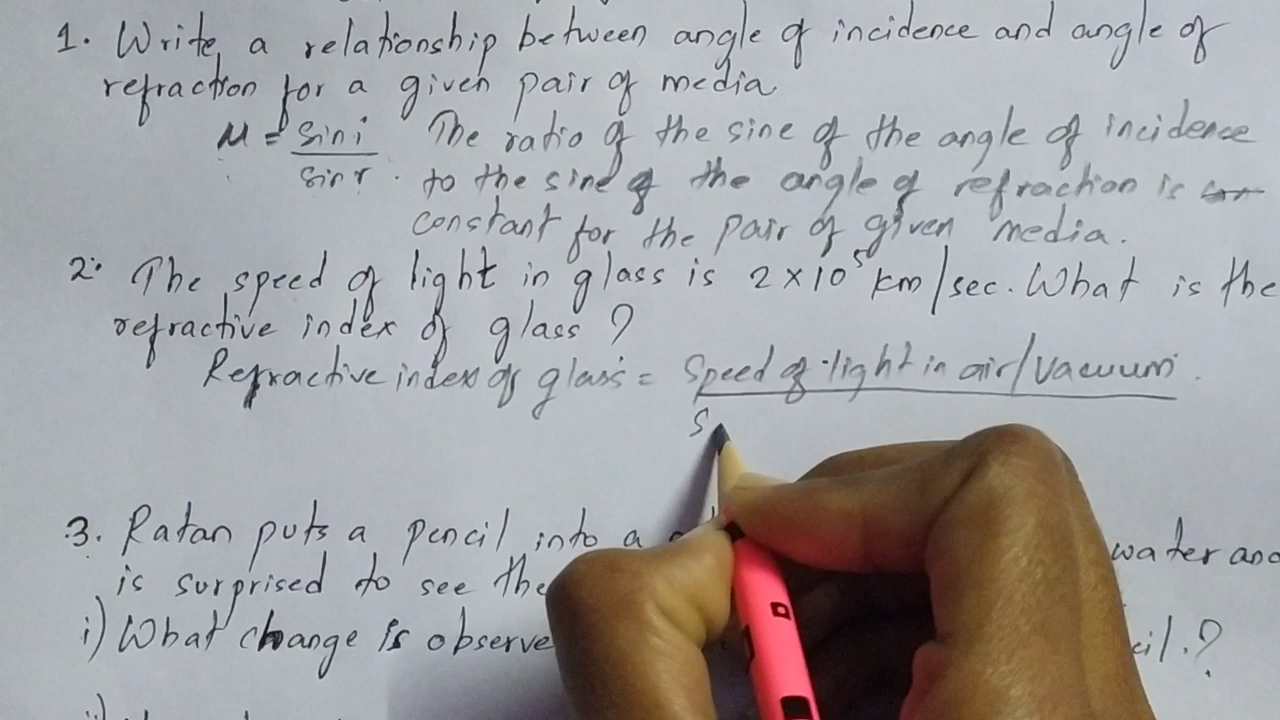 1. Write a relationship between angle of incidence and angle of
refraction for a given pair of media
μ = sin i / sin r . The ratio of the sine of the angle of incidence
to the sine of the angle of refraction is
constant for the pair of given media.
2. The speed of light in glass is 2 × 10⁵ km/sec. What is the
refractive index of glass ?
Refractive index of glass = Speed of light in air/Vacuum.
S
3. Ratan puts a pencil into a water and
is surprised to see the
i) What change is observe ?